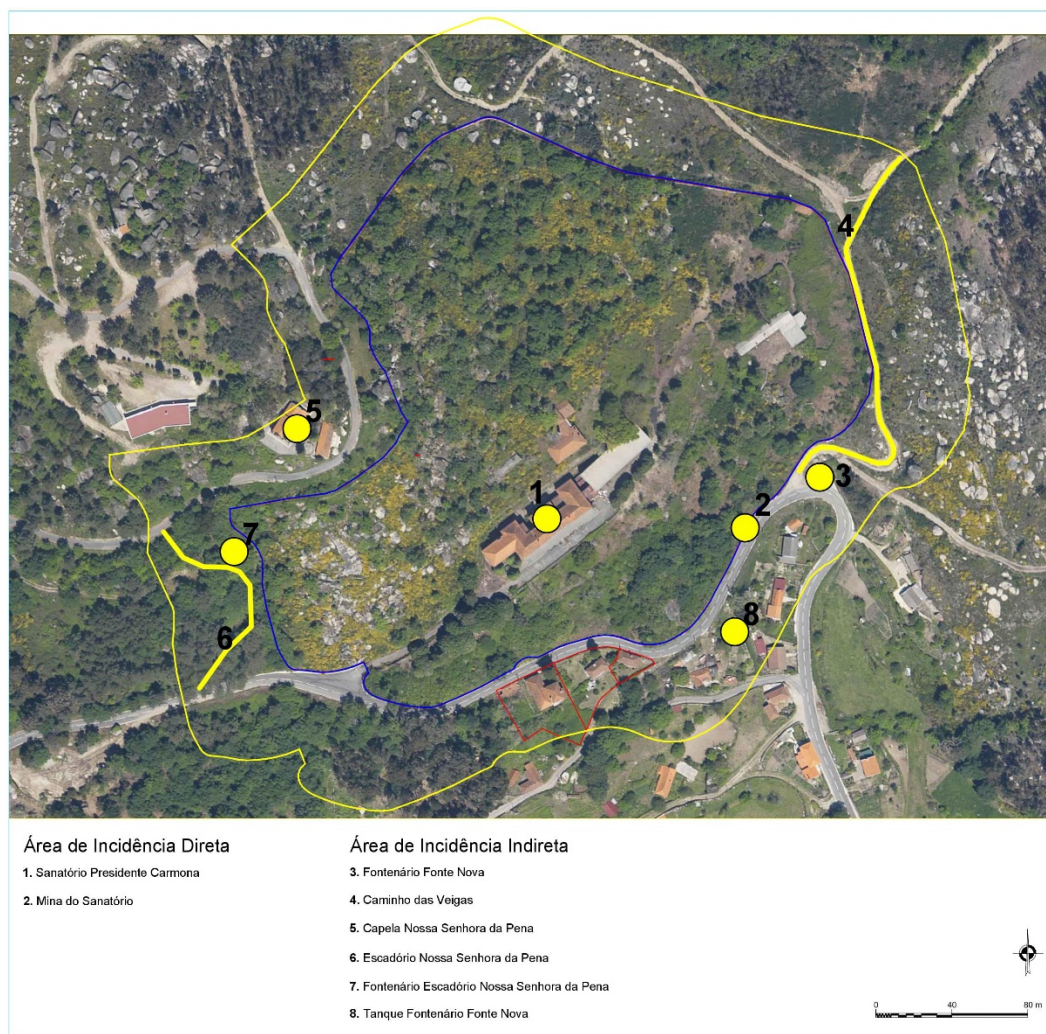 4
5
1
3
2
7
8
6
Área de Incidência Direta
1. Sanatório Presidente Carmona
2. Mina do Sanatório
Área de Incidência Indireta
3. Fontenário Fonte Nova
4. Caminho das Veigas
5. Capela Nossa Senhora da Pena
6. Escadório Nossa Senhora da Pena
7. Fontenário Escadório Nossa Senhora da Pena
8. Tanque Fontenário Fonte Nova
0 40 80 m